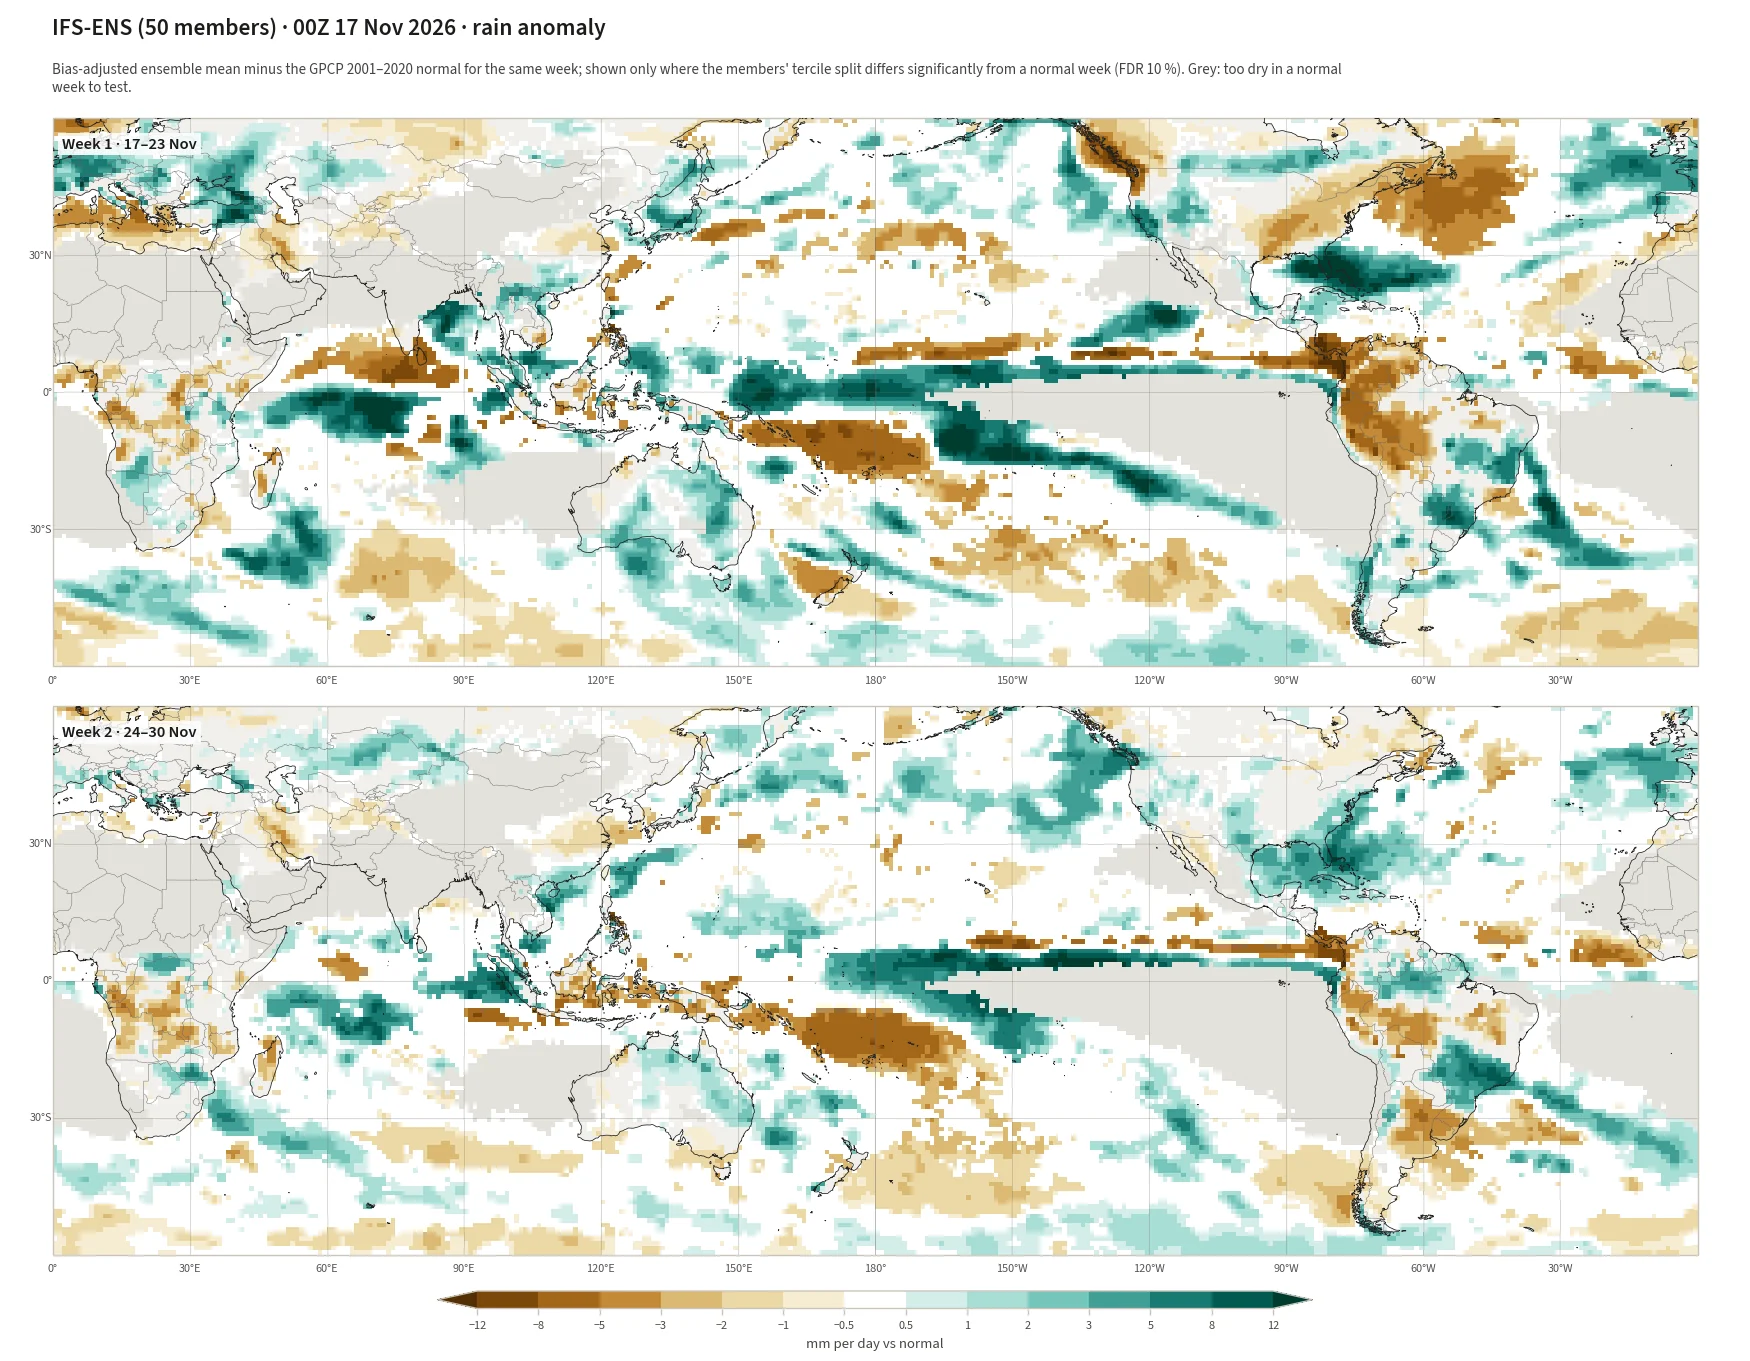 IFS-ENS (50 members) · 00Z 17 Nov 2026 · rain anomaly
Bias-adjusted ensemble mean minus the GPCP 2001–2020 normal for the same week; shown only where the members' tercile split differs significantly from a normal week (FDR 10 %). Grey: too dry in a normal
week to test.
Week 1 · 17–23 Nov
30°N
0°
30°S
0° 30°E 60°E 90°E 120°E 150°E 180° 150°W 120°W 90°W 60°W 30°W
Week 2 · 24–30 Nov
30°N
0°
30°S
0° 30°E 60°E 90°E 120°E 150°E 180° 150°W 120°W 90°W 60°W 30°W
−12 −8 −5 −3 −2 −1 −0.5 0.5 1 2 3 5 8 12
mm per day vs normal